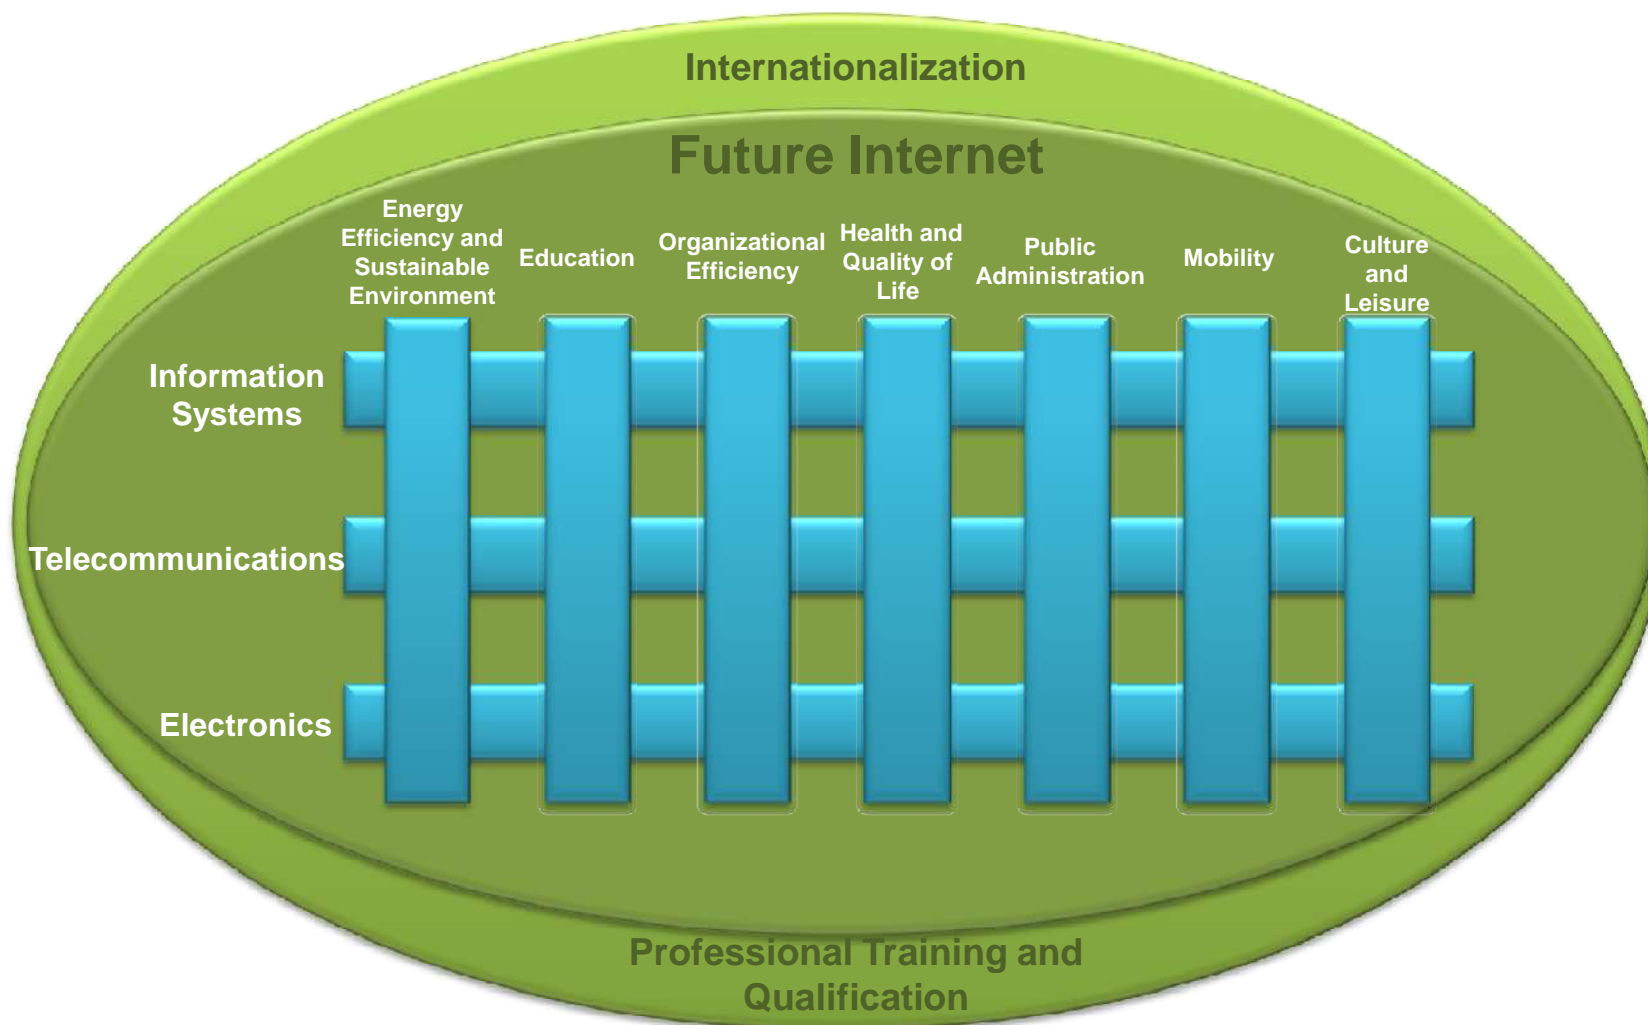 Internationalization
Future Internet
Energy
Efficiency and
Sustainable
Environment
Education
Organizational
Efficiency
Health and
Quality of
Life
Public
Administration
Mobility
Culture
and
Leisure
Information
Systems
Telecommunications
Electronics
Professional Training and
Qualification